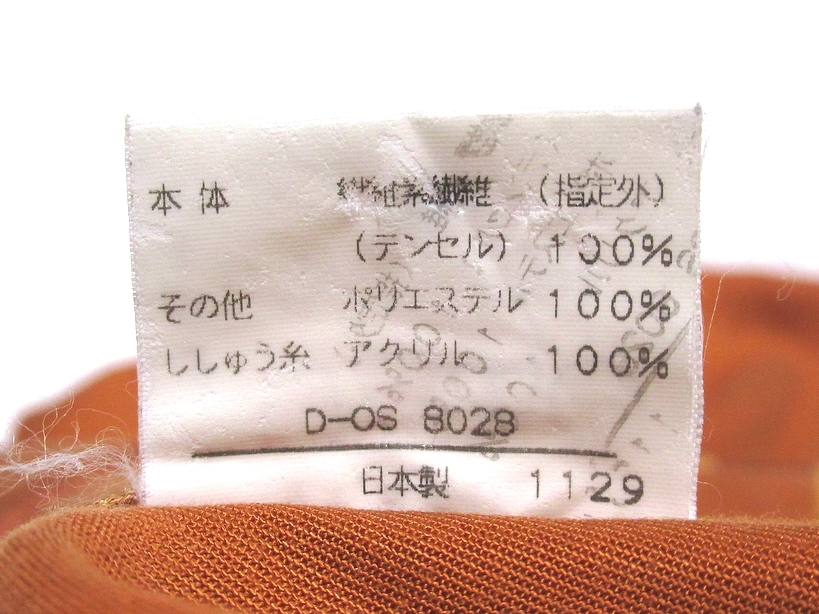 本体 繊維素繊維 (指定外)
(テンセル) 100%
その他 ポリエステル 100%
ししゅう糸 アクリル 100%
D-OS 8028
日本製 1129